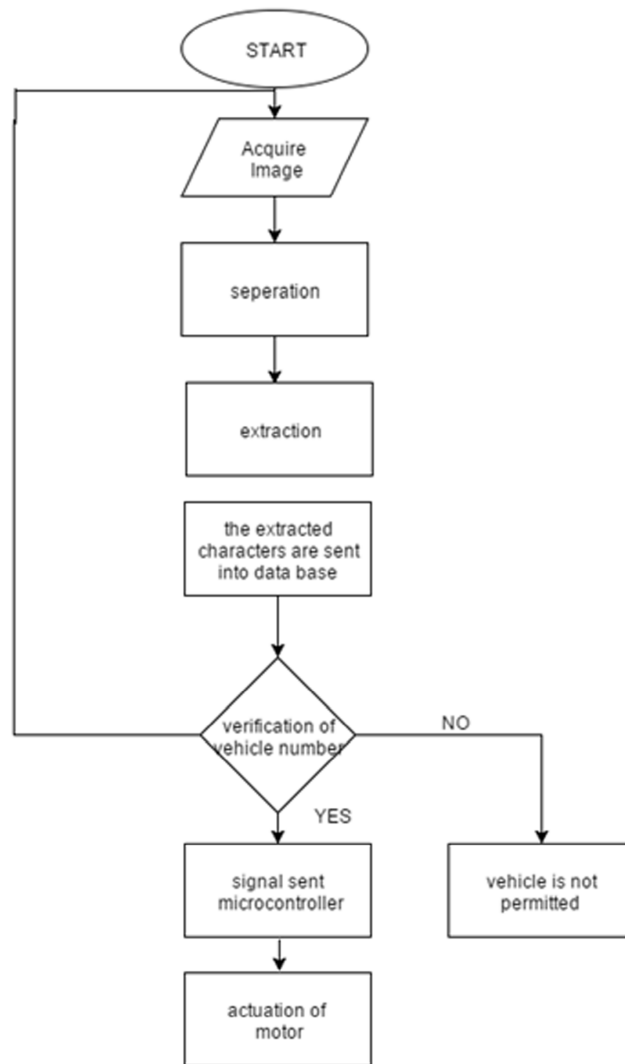 START
Acquire
Image
seperation
extraction
the extracted
characters are sent
into data base
verification of
vehicle number
NO
YES
signal sent
microcontroller
vehicle is not
permitted
actuation of
motor